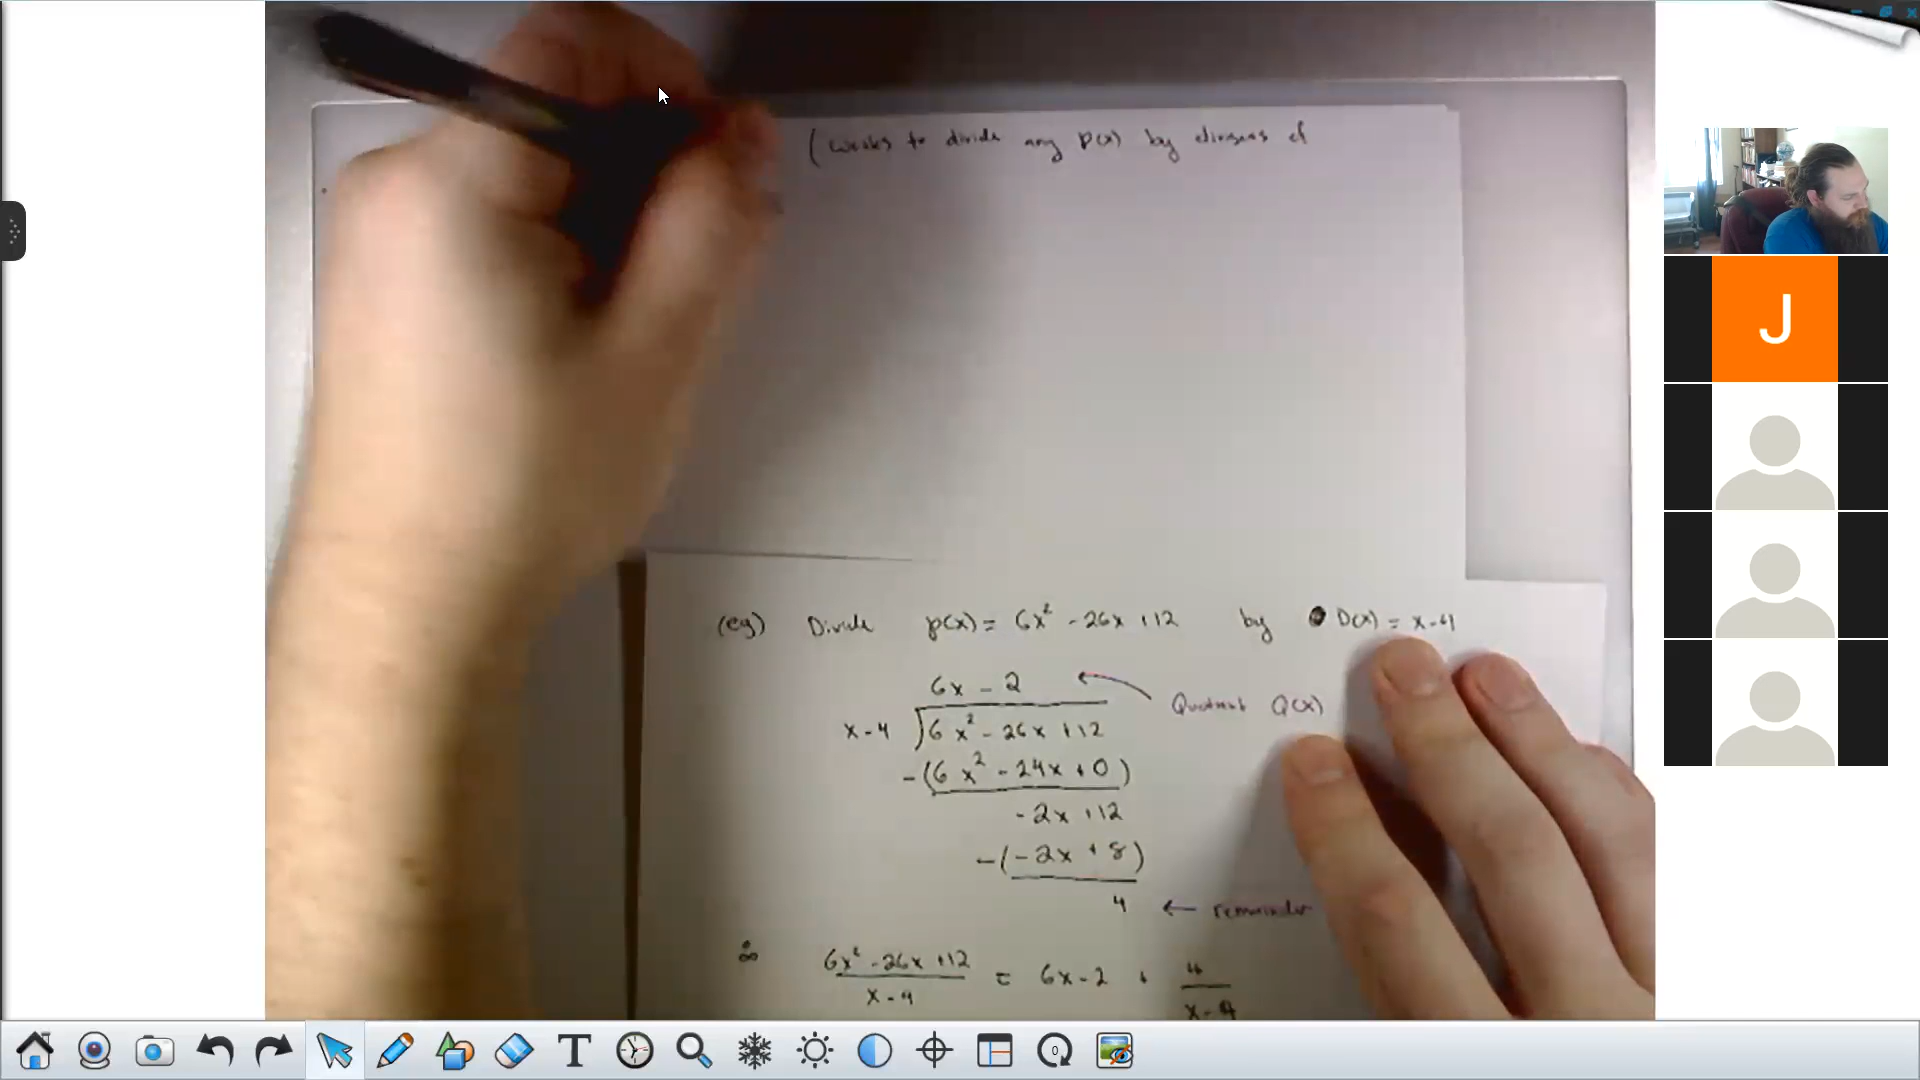 (works to divide any p(x) by divisors of
(eg) Divide p(x) = 6x² - 26x + 12 by D(x) = x-4
6x - 2
Quotient Q(x)
x - 4 ) 6x² - 26x + 12
-(6x² - 24x + 0)
-2x + 12
-(-2x + 8)
4 ← remainder
∴ 6x² - 26x + 12 / x - 4 = 6x - 2 + 4 / x - 4
J
T
0